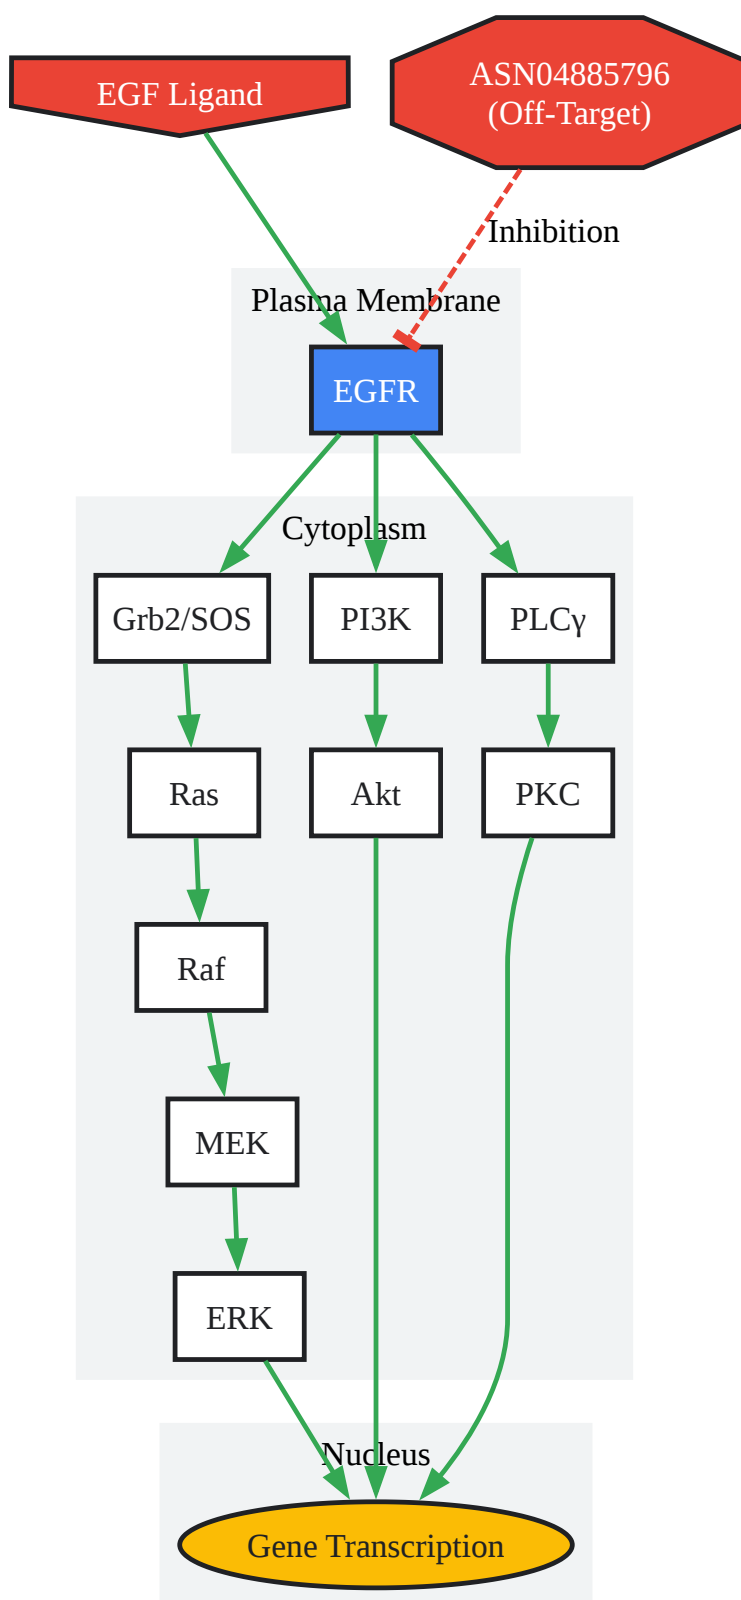 EGF Ligand
ASN04885796
(Off-Target)
Inhibition
Plasma Membrane
EGFR
Cytoplasm
Grb2/SOS
PI3K
PLCγ
Ras
Akt
PKC
Raf
MEK
ERK
Nucleus
Gene Transcription